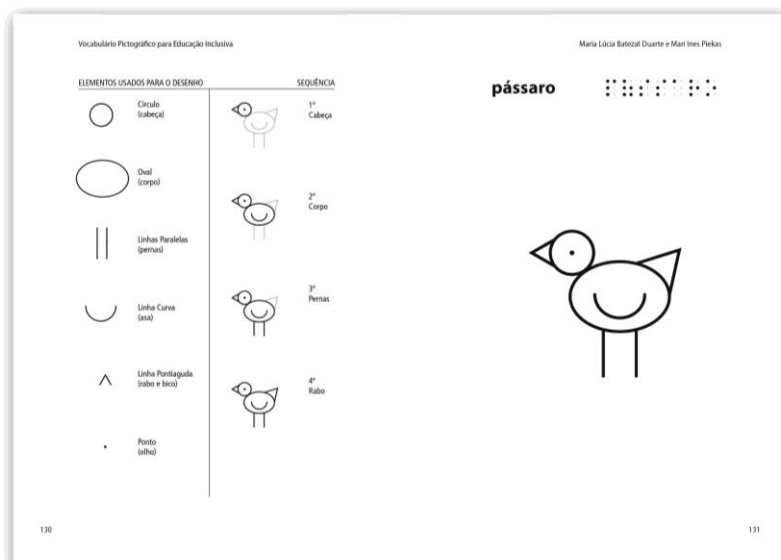 Vocabulário Pictográfico para Educação Inclusiva
ELEMENTOS USADOS PARA O DESENHO
Círculo
(cabeça)
Oval
(corpo)
Linhas Paralelas
(pernas)
Linha Curva
(asa)
Linha Pontiaguda
(rabo e bico)
Ponto
(olho)
SEQUÊNCIA
1º
Cabeça
2º
Corpo
3º
Pernas
4º
Rabo
130
Maria Lúcia Batezat Duarte e Mari Ines Piekas
pássaro
⠏⠷⠎⠎⠁⠗⠕
131